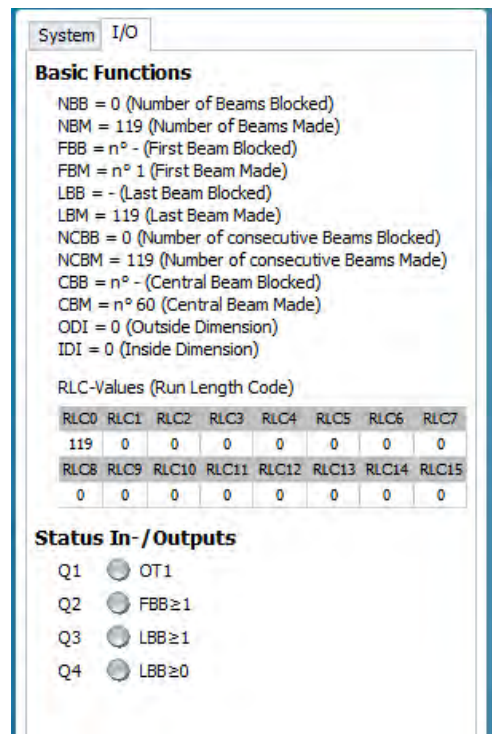 System I/O
Basic Functions
NBB = 0 (Number of Beams Blocked)
NBM = 119 (Number of Beams Made)
FBB = nº - (First Beam Blocked)
FBM = nº 1 (First Beam Made)
LBB = - (Last Beam Blocked)
LBM = 119 (Last Beam Made)
NCBB = 0 (Number of consecutive Beams Blocked)
NCBM = 119 (Number of consecutive Beams Made)
CBB = nº - (Central Beam Blocked)
CBM = nº 60 (Central Beam Made)
ODI = 0 (Outside Dimension)
IDI = 0 (Inside Dimension)
RLC-Values (Run Length Code)
RLC0 RLC1 RLC2 RLC3 RLC4 RLC5 RLC6 RLC7
119 0 0 0 0 0 0 0
RLC8 RLC9 RLC10 RLC11 RLC12 RLC13 RLC14 RLC15
0 0 0 0 0 0 0 0
Status In-/Outputs
Q1 OT1
Q2 FBB≥1
Q3 LBB≥1
Q4 LBB≥0